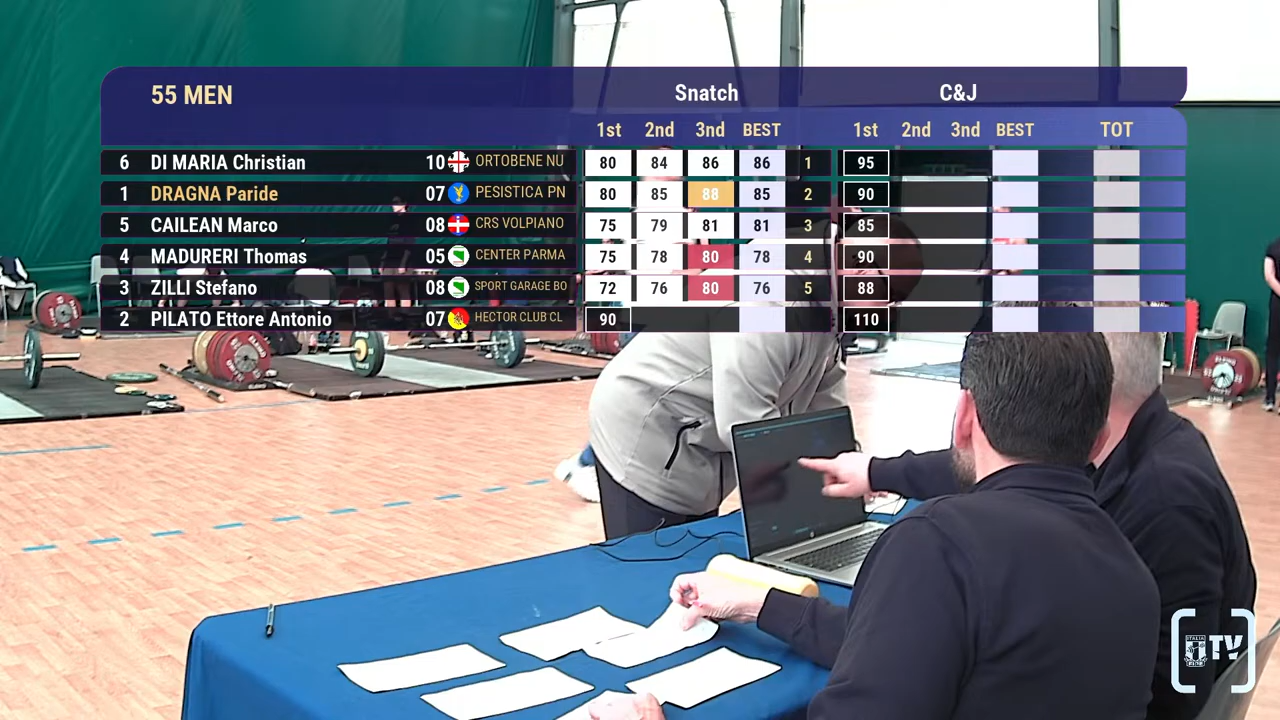 55 MEN Snatch C&J
1st 2nd 3nd BEST 1st 2nd 3nd BEST TOT
6 DI MARIA Christian 10 ORTOBENE NU 80 84 86 86 1 95
1 DRAGNA Paride 07 PESISTICA PN 80 85 88 85 2 90
5 CAILEAN Marco 08 CRS VOLPIANO 75 79 81 81 3 85
4 MADURERI Thomas 05 CENTER PARMA 75 78 80 78 4 90
3 ZILLI Stefano 08 SPORT GARAGE BO 72 76 80 76 5 88
2 PILATO Ettore Antonio 07 HECTOR CLUB CL 90 110
ITALIA TV